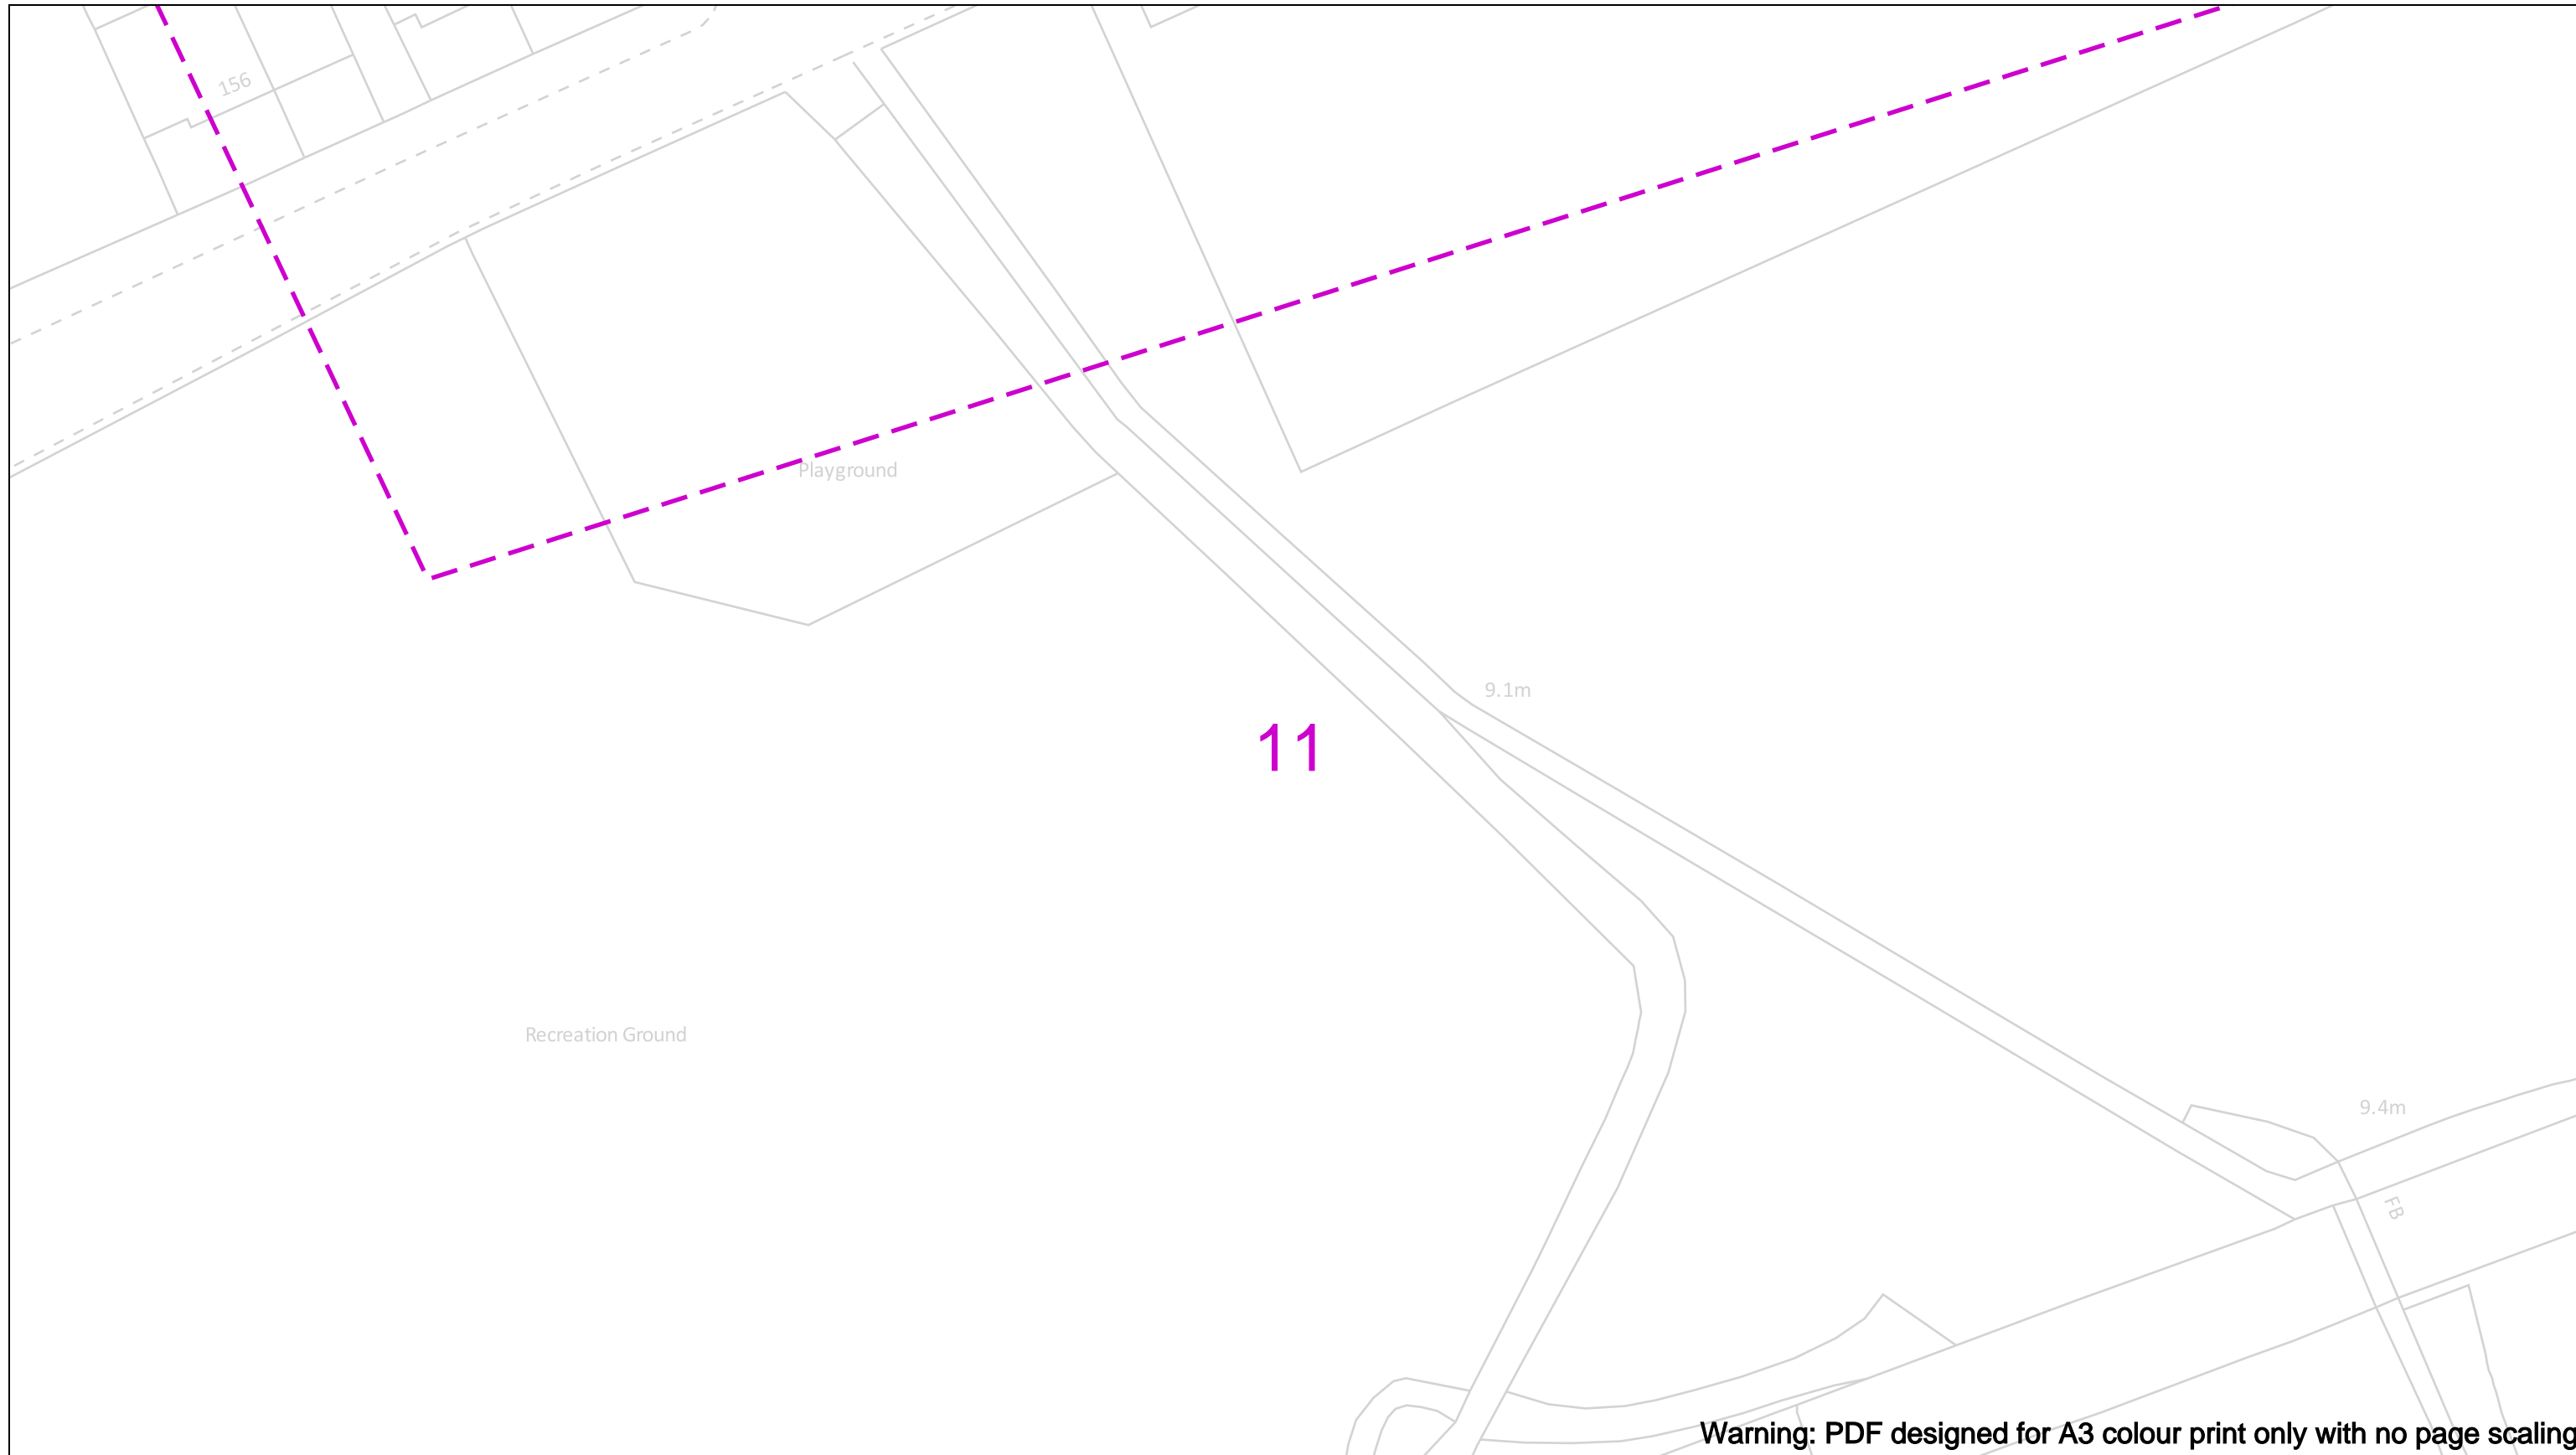 156
Playground
9.1m
11
Recreation Ground
9.4m
FB
Warning: PDF designed for A3 colour print only with no page scaling